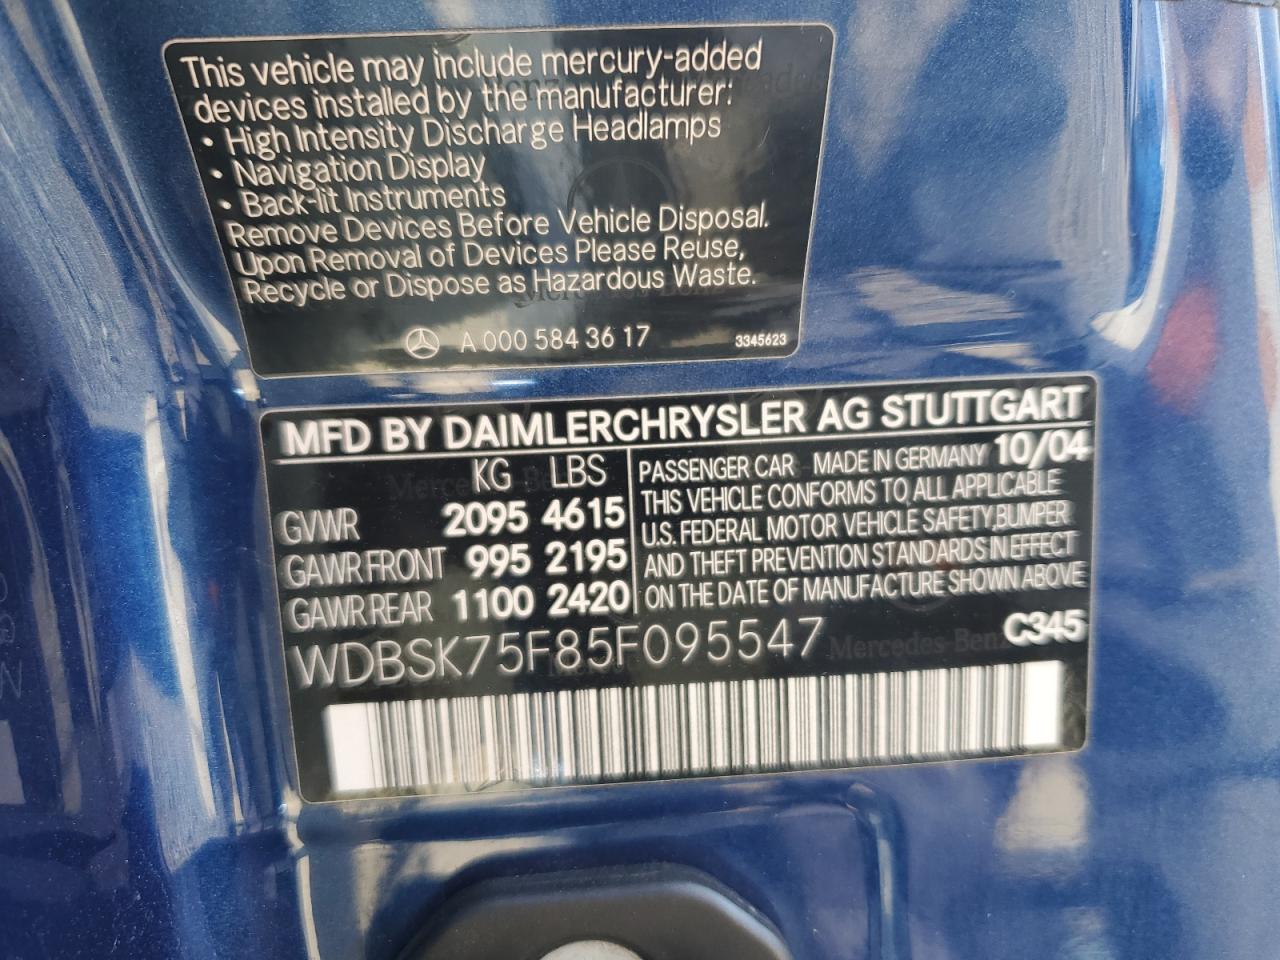 This vehicle may include mercury-added
devices installed by the manufacturer:
• High Intensity Discharge Headlamps
• Navigation Display
• Back-lit Instruments
Remove Devices Before Vehicle Disposal.
Upon Removal of Devices Please Reuse,
Recycle or Dispose as Hazardous Waste.
A 000 584 36 17 3345623
MFD BY DAIMLERCHRYSLER AG STUTTGART
KG LBS
GVWR 2095 4615
GAWR FRONT 995 2195
GAWR REAR 1100 2420
PASSENGER CAR MADE IN GERMANY 10/04
THIS VEHICLE CONFORMS TO ALL APPLICABLE
U.S. FEDERAL MOTOR VEHICLE SAFETY, BUMPER
AND THEFT PREVENTION STANDARDS IN EFFECT
ON THE DATE OF MANUFACTURE SHOWN ABOVE
WDBSK75F85F095547 C345